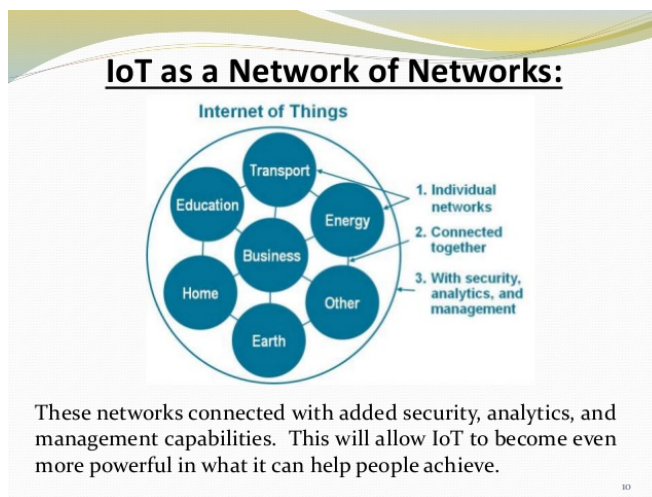 IoT as a Network of Networks:
Internet of Things
Transport
Education
Energy
Business
Home
Other
Earth
1. Individual
networks
2. Connected
together
3. With security,
analytics, and
management
These networks connected with added security, analytics, and
management capabilities. This will allow IoT to become even
more powerful in what it can help people achieve.
10